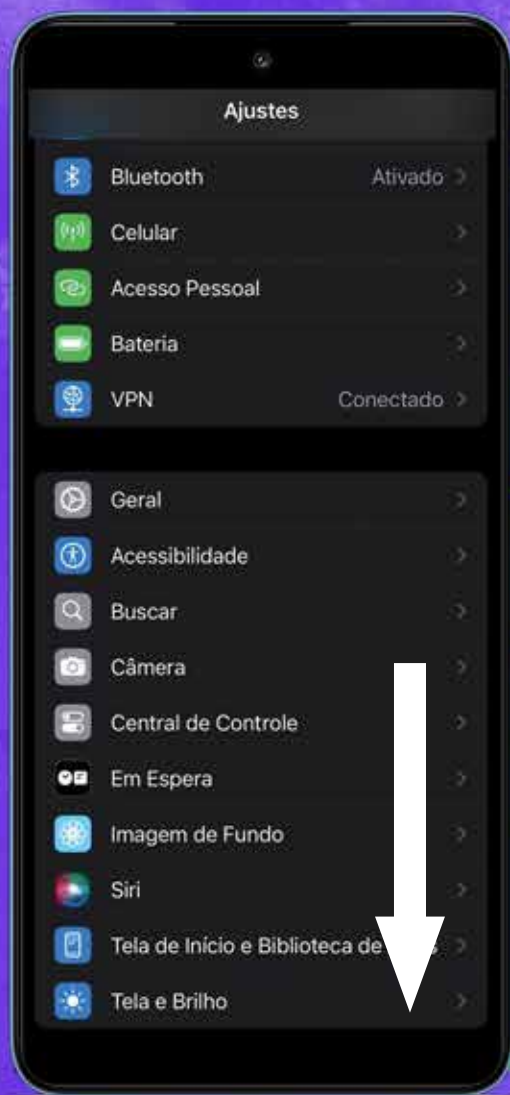 Ajustes
Bluetooth Ativado
Celular
Acesso Pessoal
Bateria
VPN Conectado
Geral
Acessibilidade
Buscar
Câmera
Central de Controle
Em Espera
Imagem de Fundo
Siri
Tela de Início e Biblioteca de
Tela e Brilho